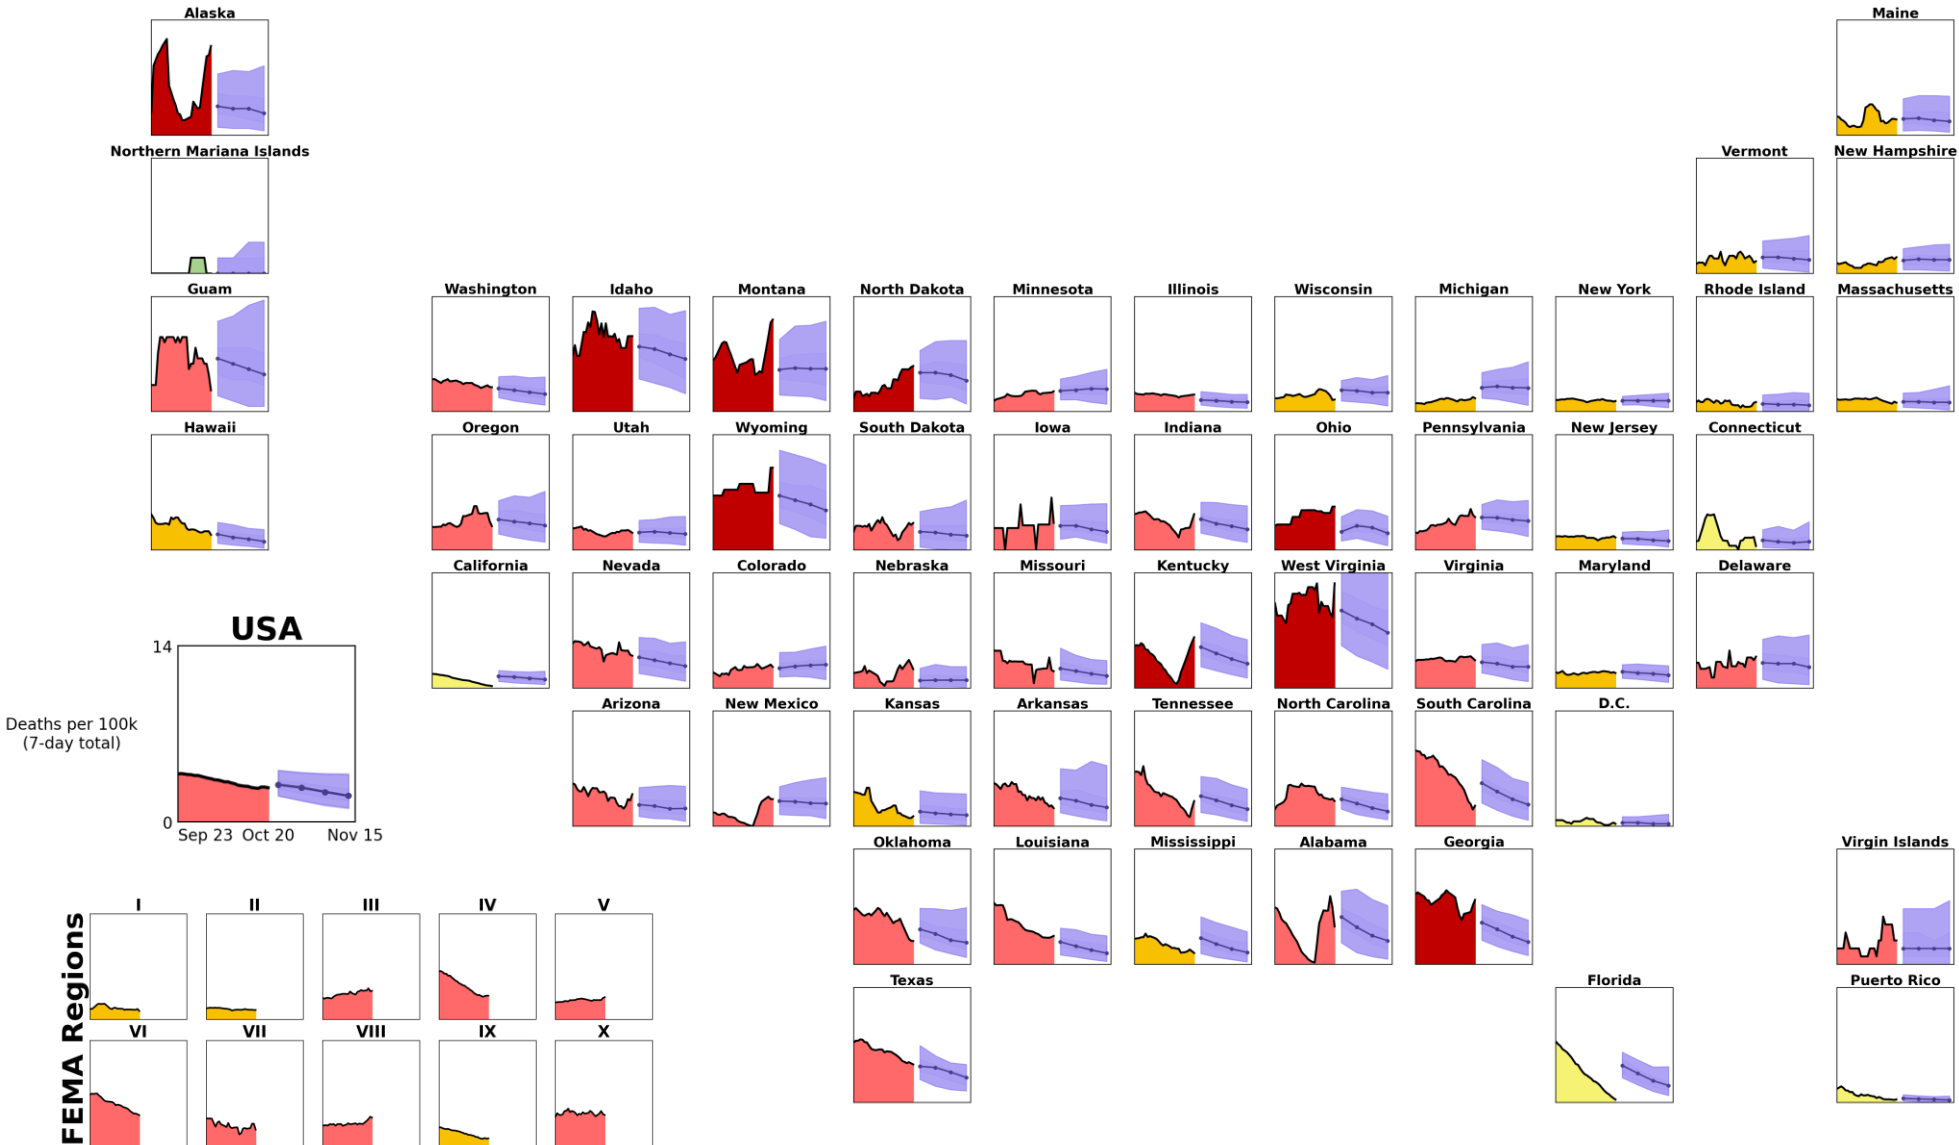 Alaska
Maine
Northern Mariana Islands
Vermont
New Hampshire
Guam
Washington
Idaho
Montana
North Dakota
Minnesota
Illinois
Wisconsin
Michigan
New York
Rhode Island
Massachusetts
Hawaii
Oregon
Utah
Wyoming
South Dakota
Iowa
Indiana
Ohio
Pennsylvania
New Jersey
Connecticut
California
Nevada
Colorado
Nebraska
Missouri
Kentucky
West Virginia
Virginia
Maryland
Delaware
USA
14
Deaths per 100k
(7-day total)
0
Sep 23
Oct 20
Nov 15
Arizona
New Mexico
Kansas
Arkansas
Tennessee
North Carolina
South Carolina
D.C.
Oklahoma
Louisiana
Mississippi
Alabama
Georgia
Virgin Islands
Texas
Florida
Puerto Rico
FEMA Regions
I
II
III
IV
V
VI
VII
VIII
IX
X